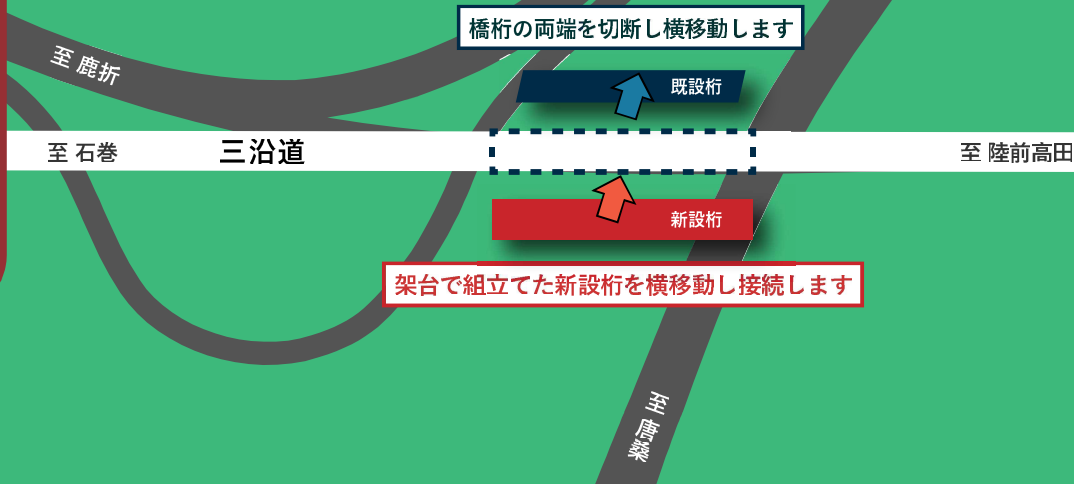 橋桁の両端を切断し横移動します
至 鹿折
既設桁
至 石巻
三沿道
至 陸前高田
新設桁
架台で組立てた新設桁を横移動し接続します
至 唐桑